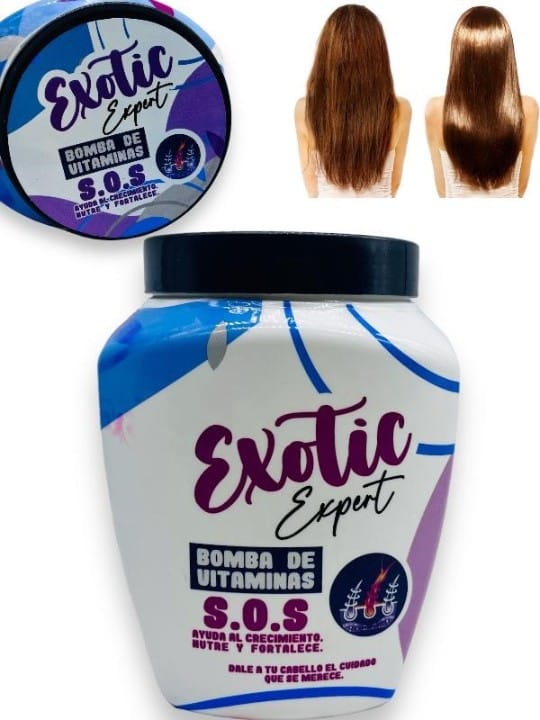 Exotic
Expert
BOMBA DE
VITAMINAS
S.O.S
AYUDA AL CRECIMIENTO.
NUTRE Y FORTALECE.
Exotic
Expert
BOMBA DE
VITAMINAS
S.O.S
AYUDA AL CRECIMIENTO.
NUTRE Y FORTALECE.
DALE A TU CABELLO EL CUIDADO
QUE SE MERECE.